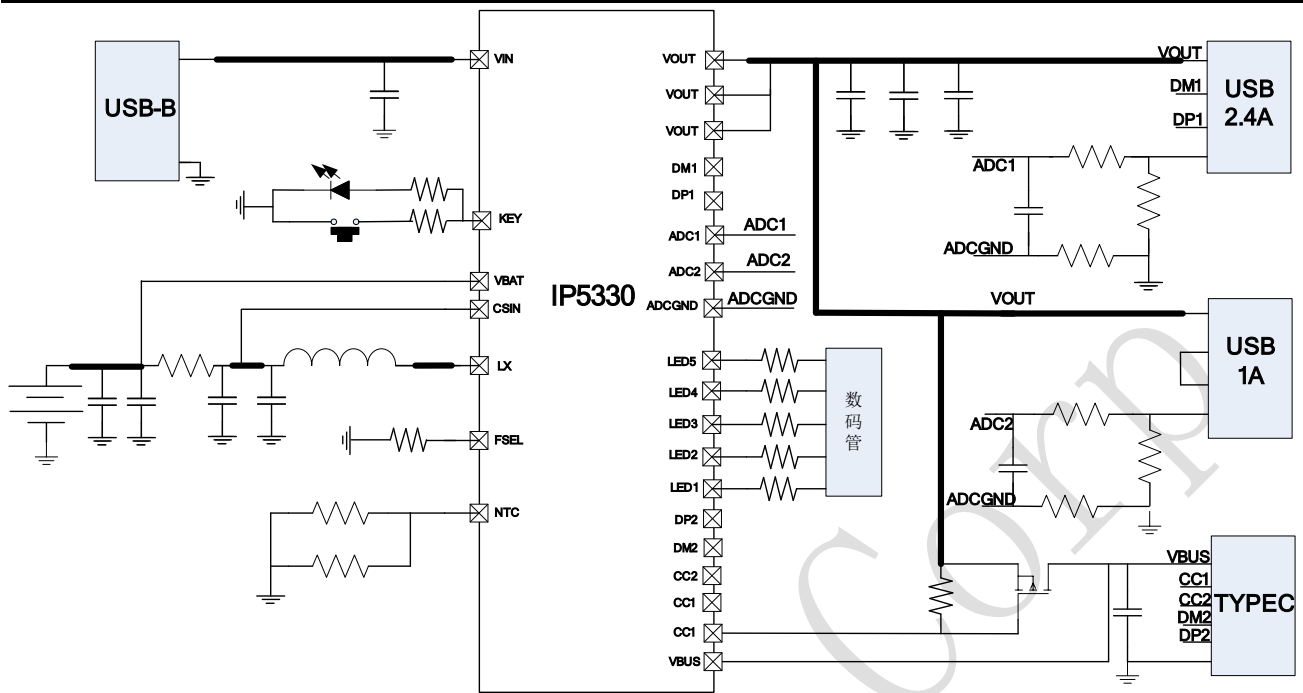 USB-B
VIN
KEY
VBAT
CSIN
LX
FSEL
NTC
IP5330
VOUT
VOUT
VOUT
DM1
DP1
ADC1
ADC2
ADCGND
LED5
LED4
LED3
LED2
LED1
DP2
DM2
CC2
CC1
CC1
VBUS
ADC1
ADC2
ADCGND
数
码
管
VOUT
DM1
DP1
USB
2.4A
ADC1
ADCGND
VOUT
USB
1A
ADC2
ADCGND
VBUS
CC1
CC2
DM2
DP2
TYPEC
Corp